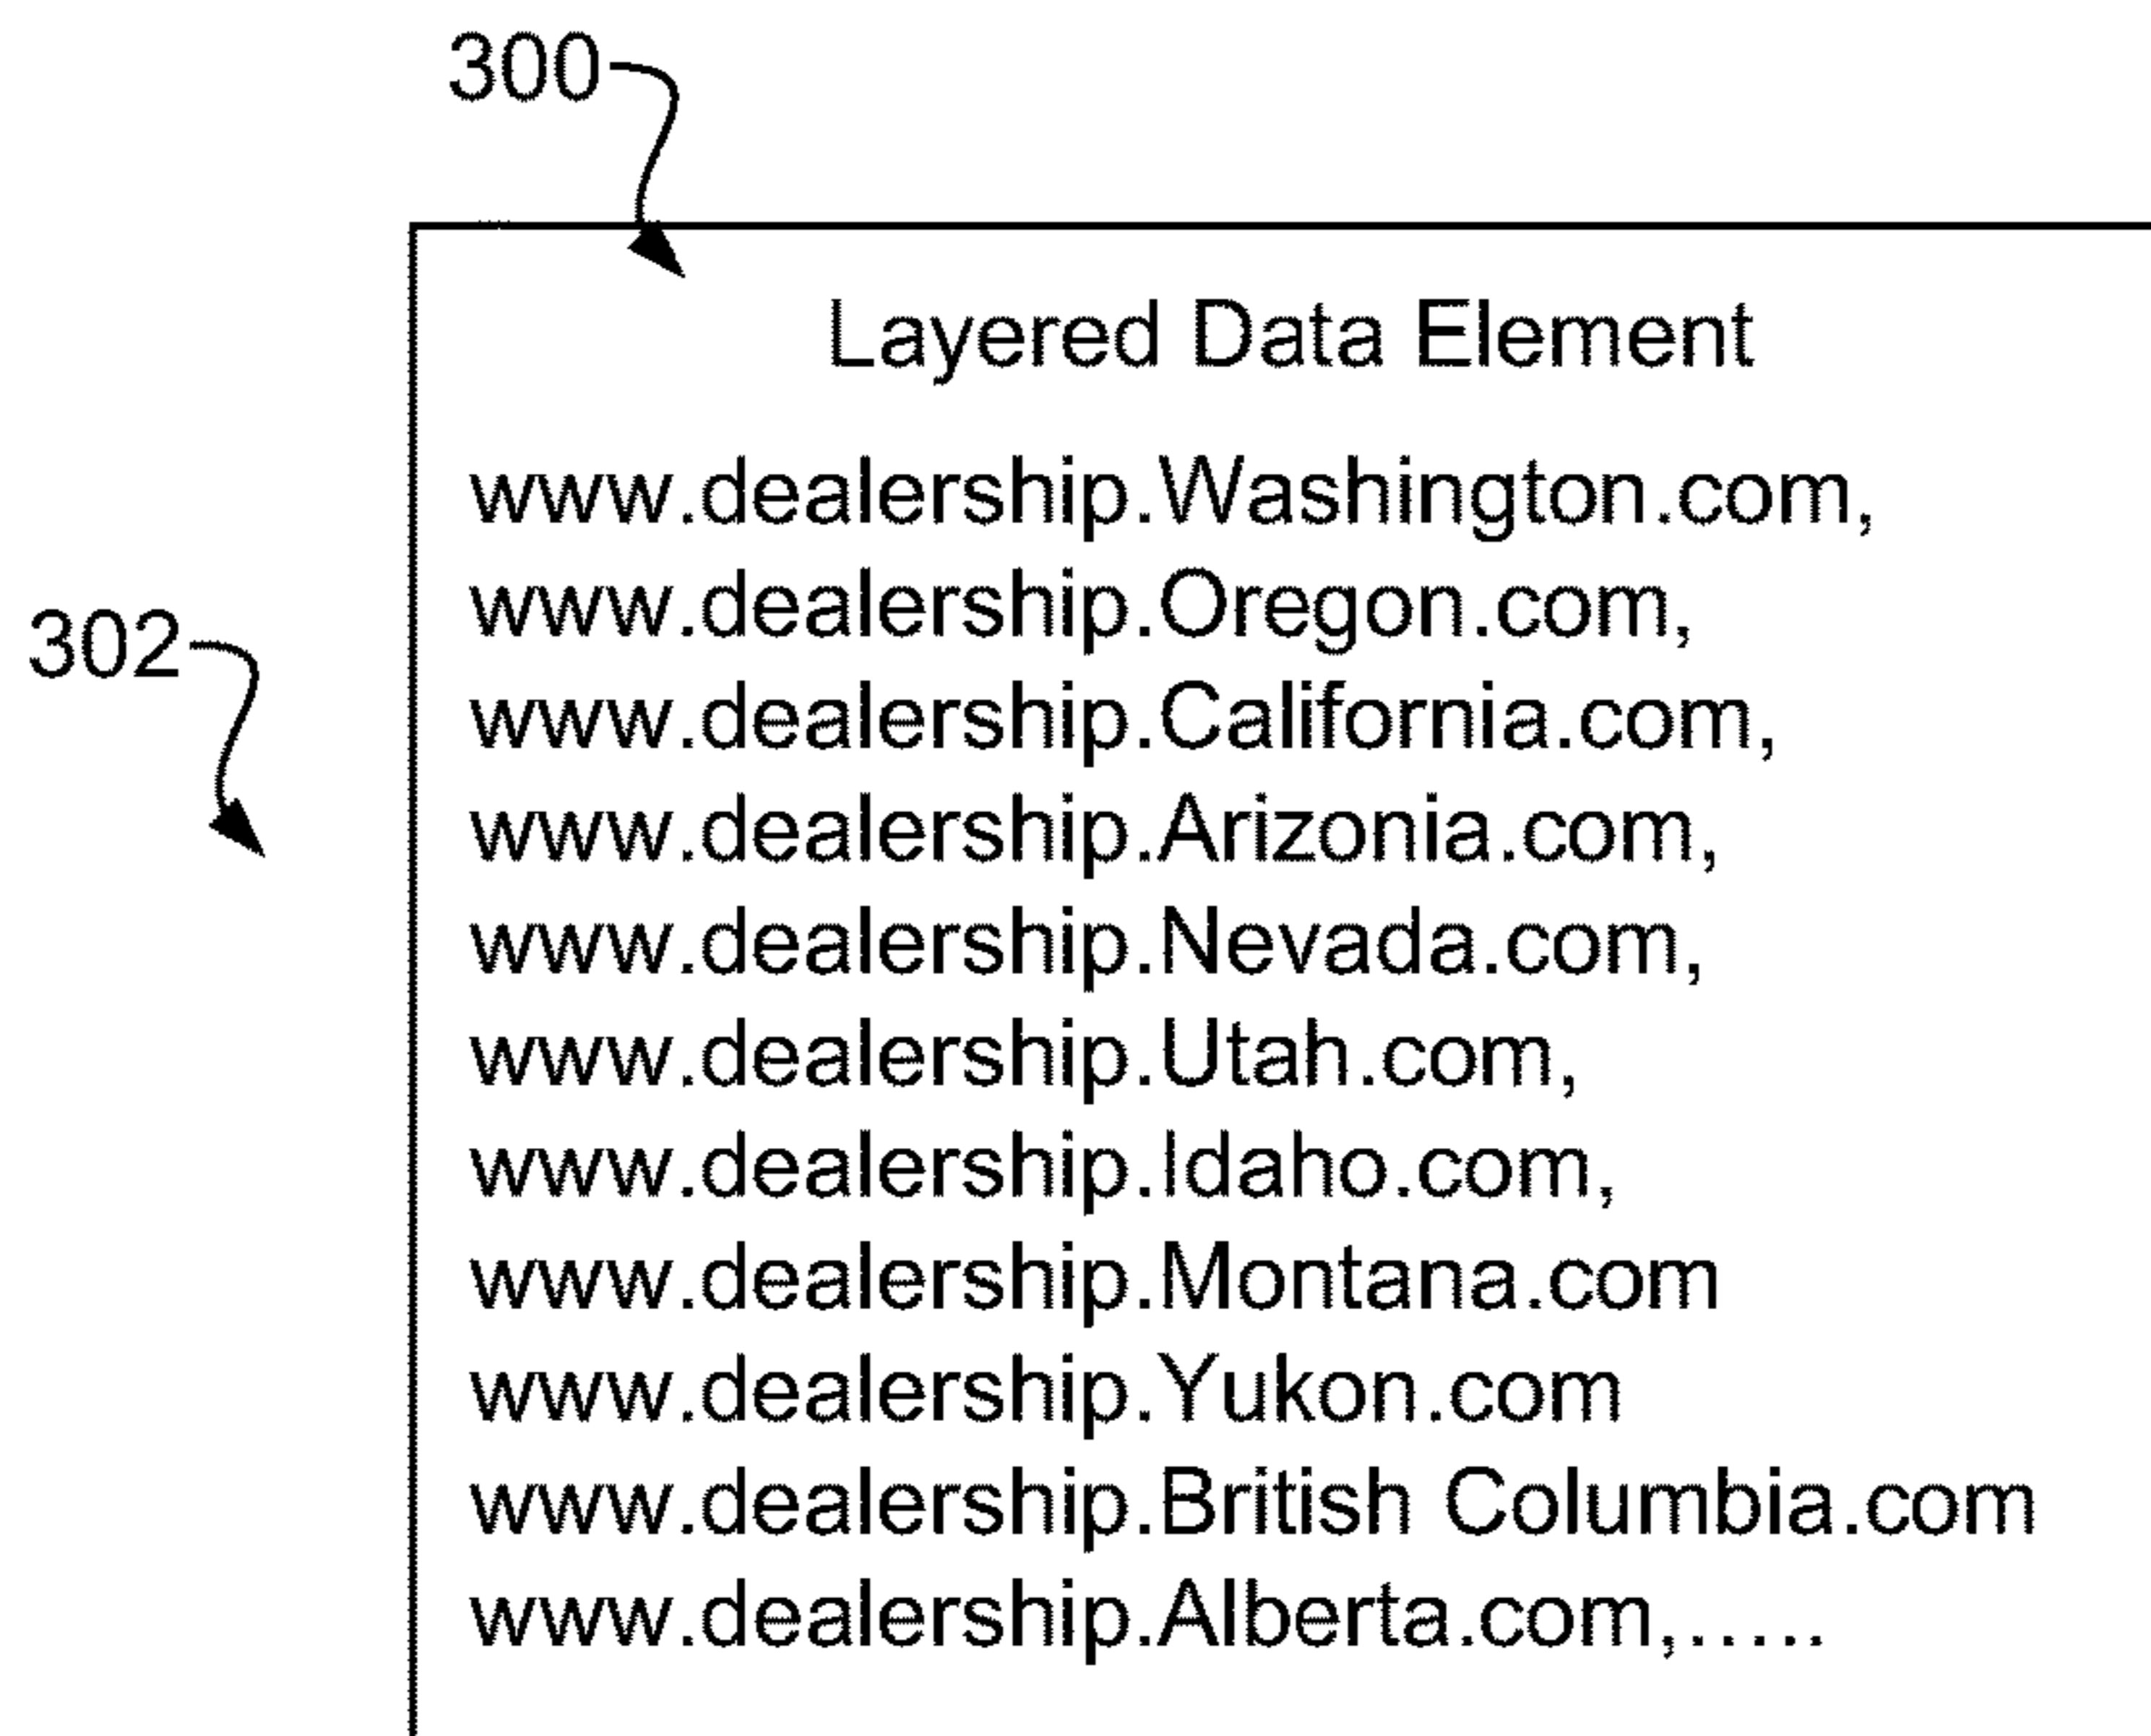 300
Layered Data Element
www.dealership.Washington.com,
www.dealership.Oregon.com,
302
www.dealership.California.com,
www.dealership.Arizonia.com,
www.dealership.Nevada.com,
www.dealership.Utah.com,
www.dealership.Idaho.com,
www.dealership.Montana.com
www.dealership.Yukon.com
www.dealership.British Columbia.com
www.dealership.Alberta.com,.....